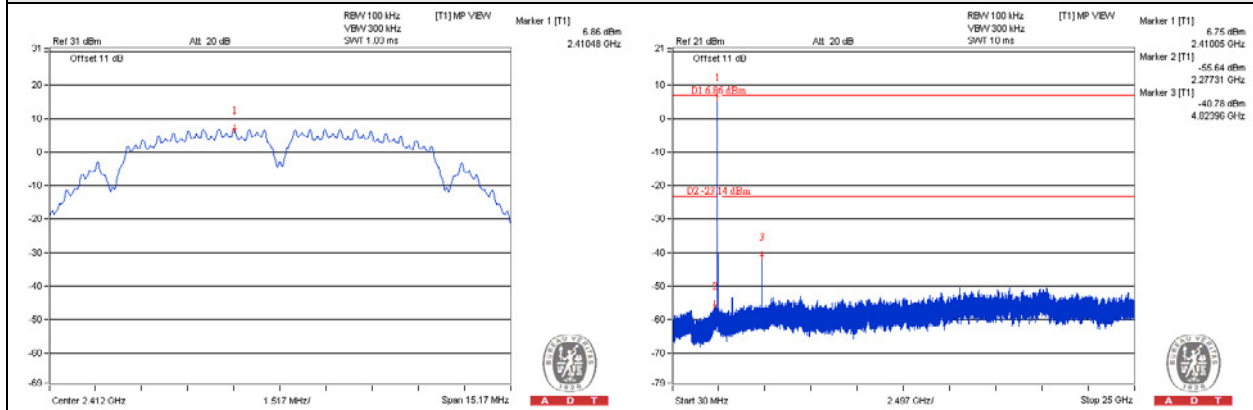 RBW 100 kHz [T1] MP VIEW
VBW 300 kHz
Ref 31 dBm Att 20 dB SWT 1.03 ms
Marker 1 [T1]
6.86 dBm
2.41048 GHz
31
Offset 11 dB
20
10
0
-10
-20
-30
-40
-50
-60
-69
1
Center 2.412 GHz 1.517 MHz/ Span 15.17 MHz
BUREAU VERITAS
1828
A D T
RBW 100 kHz [T1] MP VIEW
VBW 300 kHz
Ref 21 dBm Att 20 dB SWT 10 ms
Marker 1 [T1]
6.75 dBm
2.41005 GHz
Marker 2 [T1]
-55.64 dBm
2.27731 GHz
Marker 3 [T1]
-40.78 dBm
4.82396 GHz
21
Offset 11 dB
10
0
-10
-20
-30
-40
-50
-60
-70
-79
1
D1 6.86 dBm
D2 -23.14 dBm
3
2
Start 30 MHz 2.497 GHz/ Stop 25 GHz
BUREAU VERITAS
1828
A D T